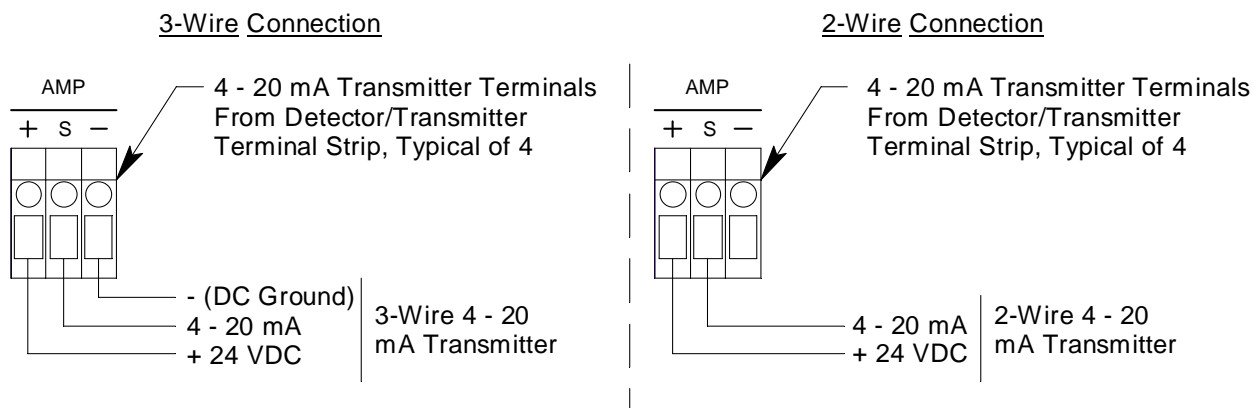 3-Wire Connection
AMP
+ S −
4 - 20 mA Transmitter Terminals
From Detector/Transmitter
Terminal Strip, Typical of 4
- (DC Ground)
4 - 20 mA
+ 24 VDC
3-Wire 4 - 20
mA Transmitter
2-Wire Connection
AMP
+ S −
4 - 20 mA Transmitter Terminals
From Detector/Transmitter
Terminal Strip, Typical of 4
4 - 20 mA
+ 24 VDC
2-Wire 4 - 20
mA Transmitter